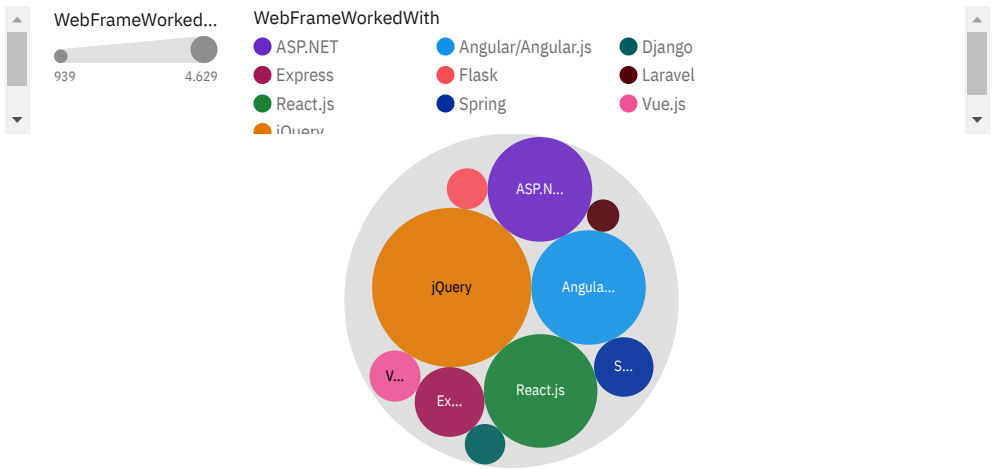 WebFrameWorked...
939 4.629
WebFrameWorkedWith
ASP.NET Angular/Angular.js Django
Express Flask Laravel
React.js Spring Vue.js
jQuery
ASP.N...
jQuery Angula...
S...
V... React.js
Ex...